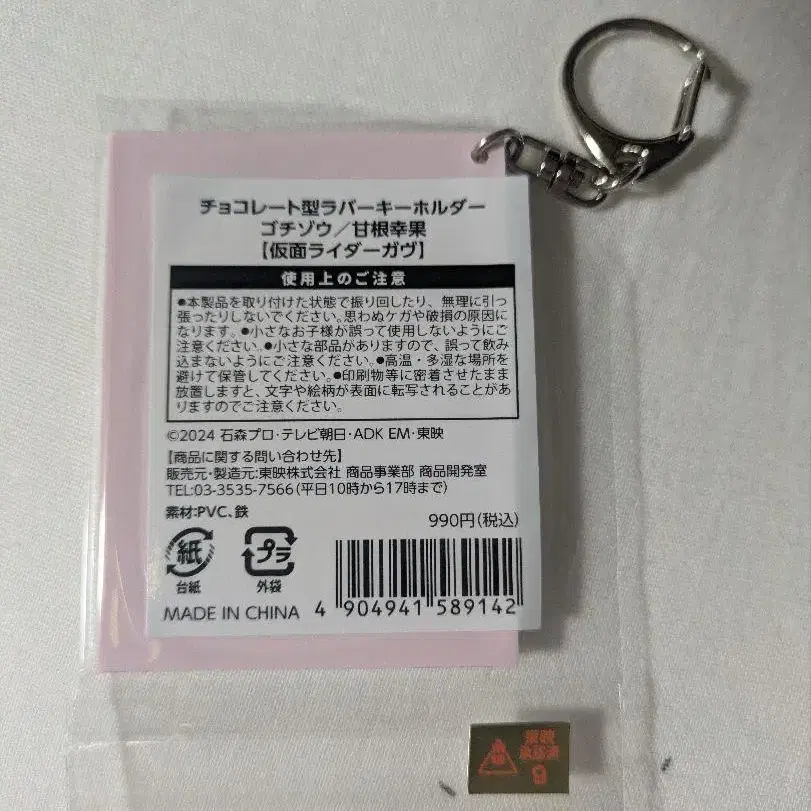 チョコレート型ラバーキーホルダー
ゴチゾウ／甘根幸果
【仮面ライダーガヴ】
使用上のご注意
●本製品を取り付けた状態で振り回したり、無理に引っ
張ったりしないでください。思わぬケガや破損の原因に
なります。●小さなお子様が誤って使用しないようにご
注意ください。●小さな部品がありますので、誤って飲み
込まないようにご注意ください。●高温・多湿な場所を
避けて保管してください。●印刷物等に密着させたまま
放置しますと、文字や絵柄が表面に転写されることがあ
りますのでご注意ください。
©2024 石森プロ・テレビ朝日・ADK EM・東映
【商品に関する問い合わせ先】
販売元・製造元:東映株式会社 商品事業部 商品開発室
TEL:03-3535-7566(平日10時から17時まで)
素材:PVC、鉄
990円(税込)
紙
プラ
台紙
外袋
MADE IN CHINA
4 904941 589142
東映
承認済